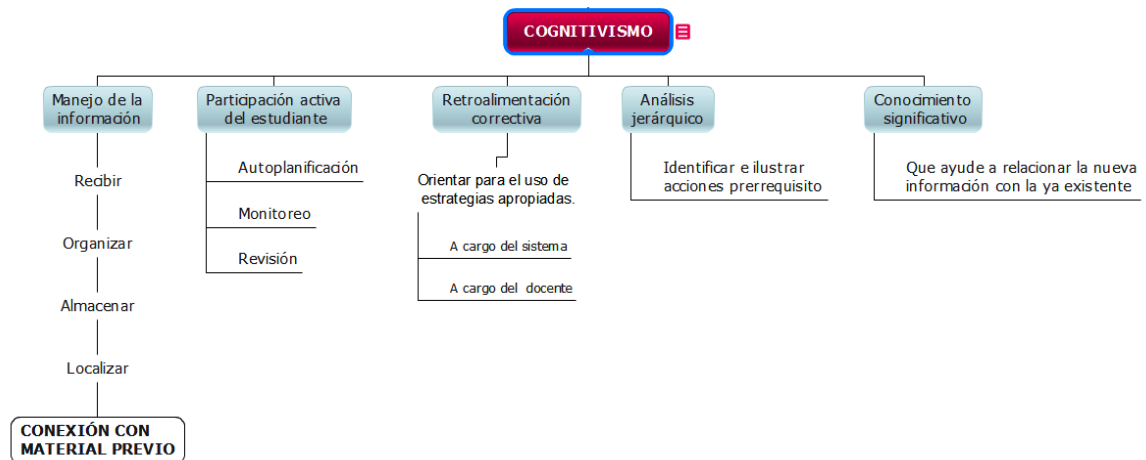 COGNITIVISMO
Manejo de la
información
Recibir
Organizar
Almacenar
Localizar
CONEXIÓN CON
MATERIAL PREVIO
Participación activa
del estudiante
Autoplanificación
Monitoreo
Revisión
Retroalimentación
correctiva
Orientar para el uso de
estrategias apropiadas.
A cargo del sistema
A cargo del docente
Análisis
jerárquico
Identificar e ilustrar
acciones prerrequisito
Conocimiento
significativo
Que ayude a relacionar la nueva
información con la ya existente